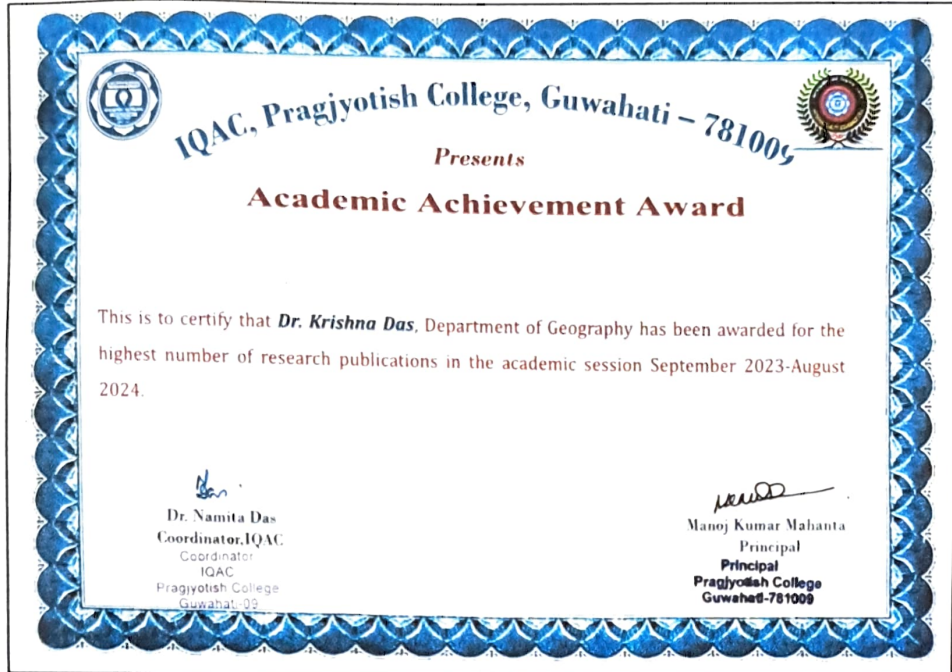 IQAC, Pragjyotish College, Guwahati – 781009
Presents
Academic Achievement Award
This is to certify that Dr. Krishna Das, Department of Geography has been awarded for the
highest number of research publications in the academic session September 2023-August
2024.
Dr. Namita Das
Coordinator,IQAC
Coordinator
IQAC
Pragjyotish College
Guwahati-09
Manoj Kumar Mahanta
Principal
Principal
Pragjyotish College
Guwahati-781009